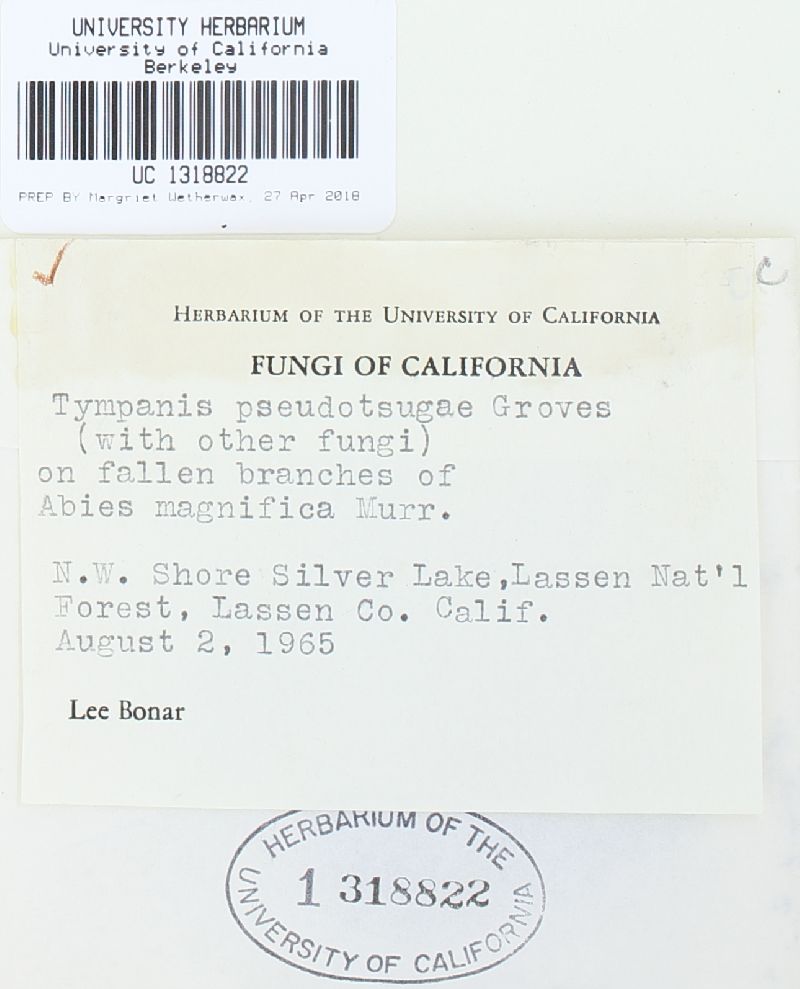 UNIVERSITY HERBARIUM
University of California
Berkeley
UC 1318822
PREP BY Margriet Wetherwax, 27 Apr 2018
C
HERBARIUM OF THE UNIVERSITY OF CALIFORNIA
FUNGI OF CALIFORNIA
Tympanis pseudotsugae Groves
(with other fungi)
on fallen branches of
Abies magnifica Murr.
N.W. Shore Silver Lake,Lassen Nat'l
Forest, Lassen Co. Calif.
August 2, 1965
Lee Bonar
HERBARIUM OF THE
1 318822
UNIVERSITY OF CALIFORNIA